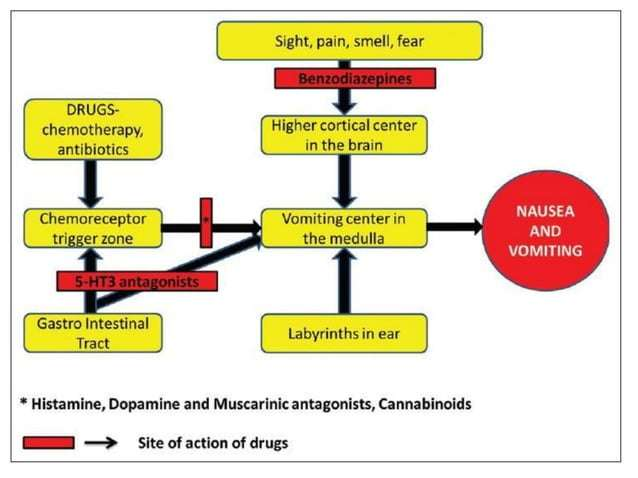 Sight, pain, smell, fear
Benzodiazepines
DRUGS-
chemotherapy,
antibiotics
Higher cortical center
in the brain
Chemoreceptor
trigger zone
*
Vomiting center in
the medulla
NAUSEA
AND
VOMITING
5-HT3 antagonists
Gastro Intestinal
Tract
Labyrinths in ear
* Histamine, Dopamine and Muscarinic antagonists, Cannabinoids
Site of action of drugs